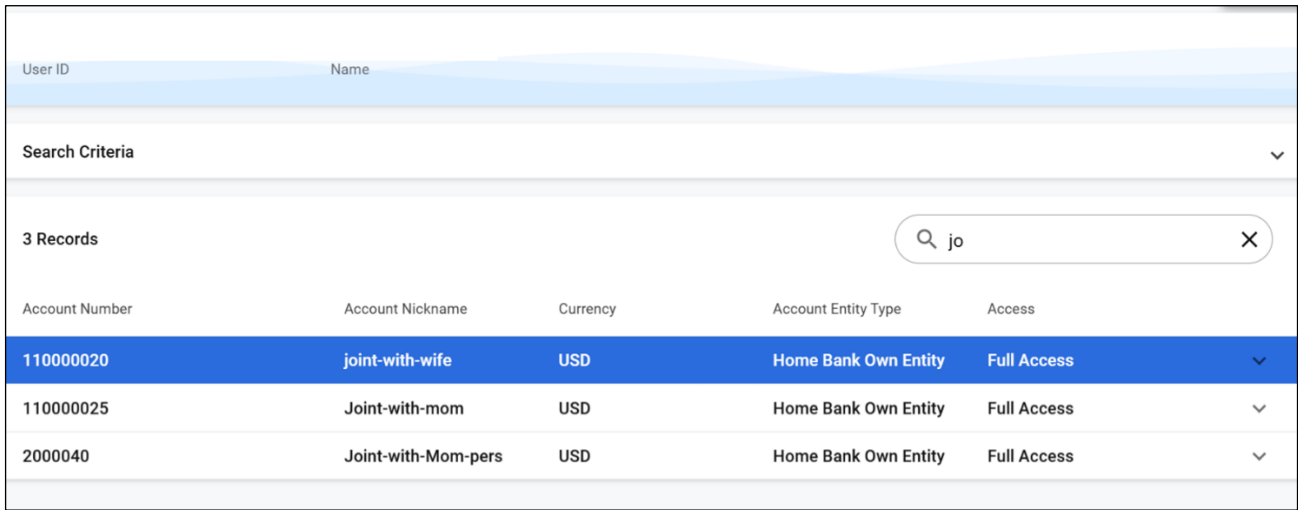 User ID Name
Search Criteria
3 Records jo
Account Number Account Nickname Currency Account Entity Type Access
110000020 joint-with-wife USD Home Bank Own Entity Full Access
110000025 Joint-with-mom USD Home Bank Own Entity Full Access
2000040 Joint-with-Mom-pers USD Home Bank Own Entity Full Access